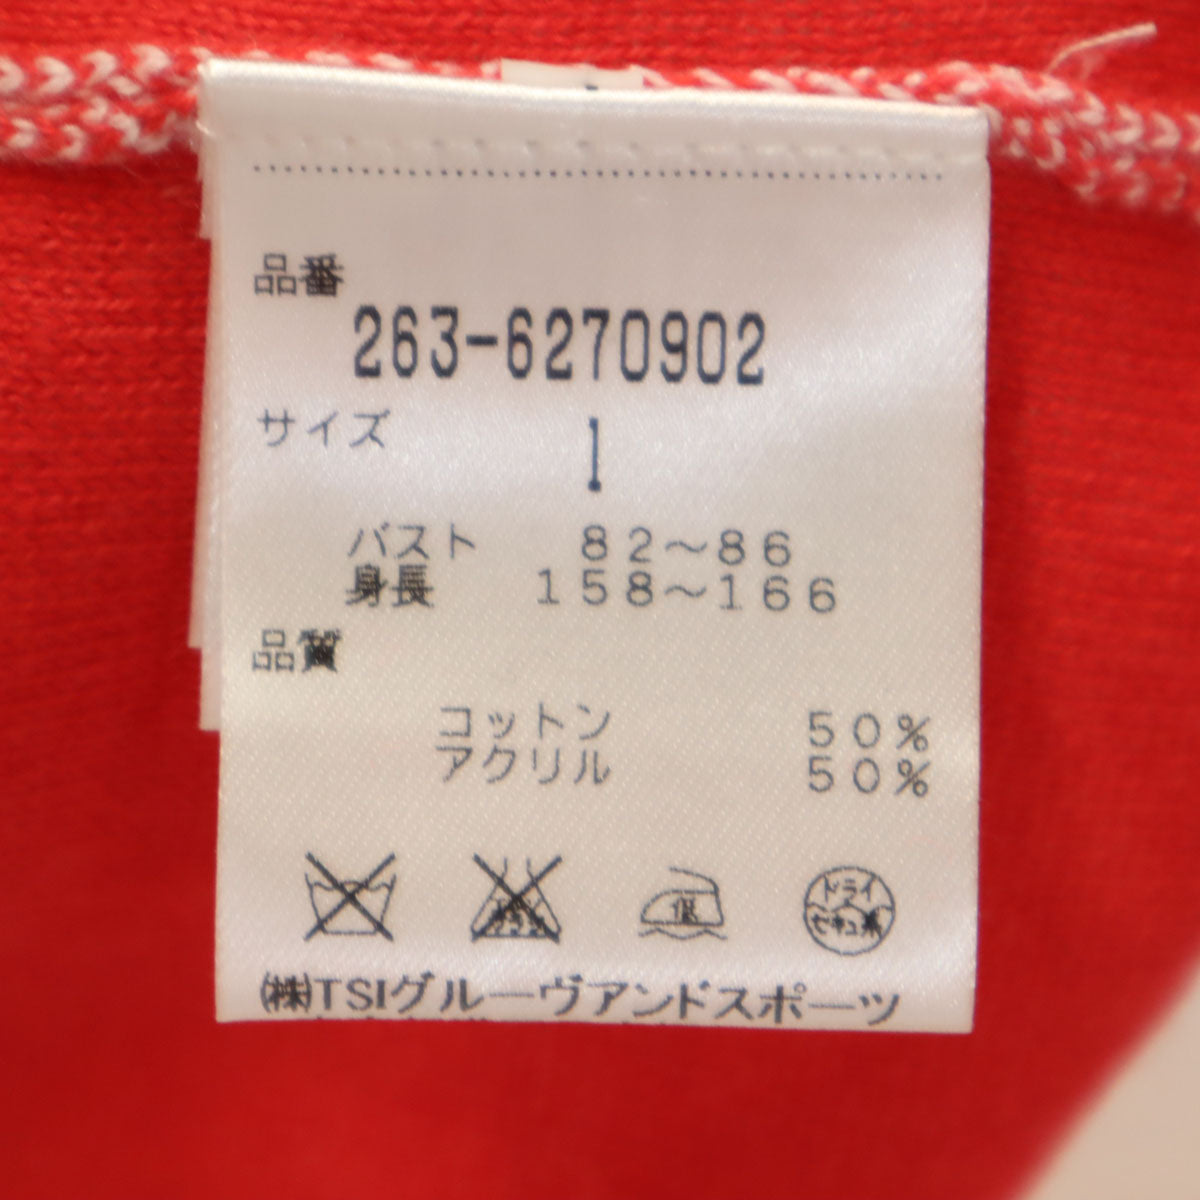 品番
263-6270902
サイズ 1
バスト 82～86
身長 158～166
品質
コットン 50%
アクリル 50%
低 ドライ
セキユ系
㈱TSIグルーヴアンドスポーツ